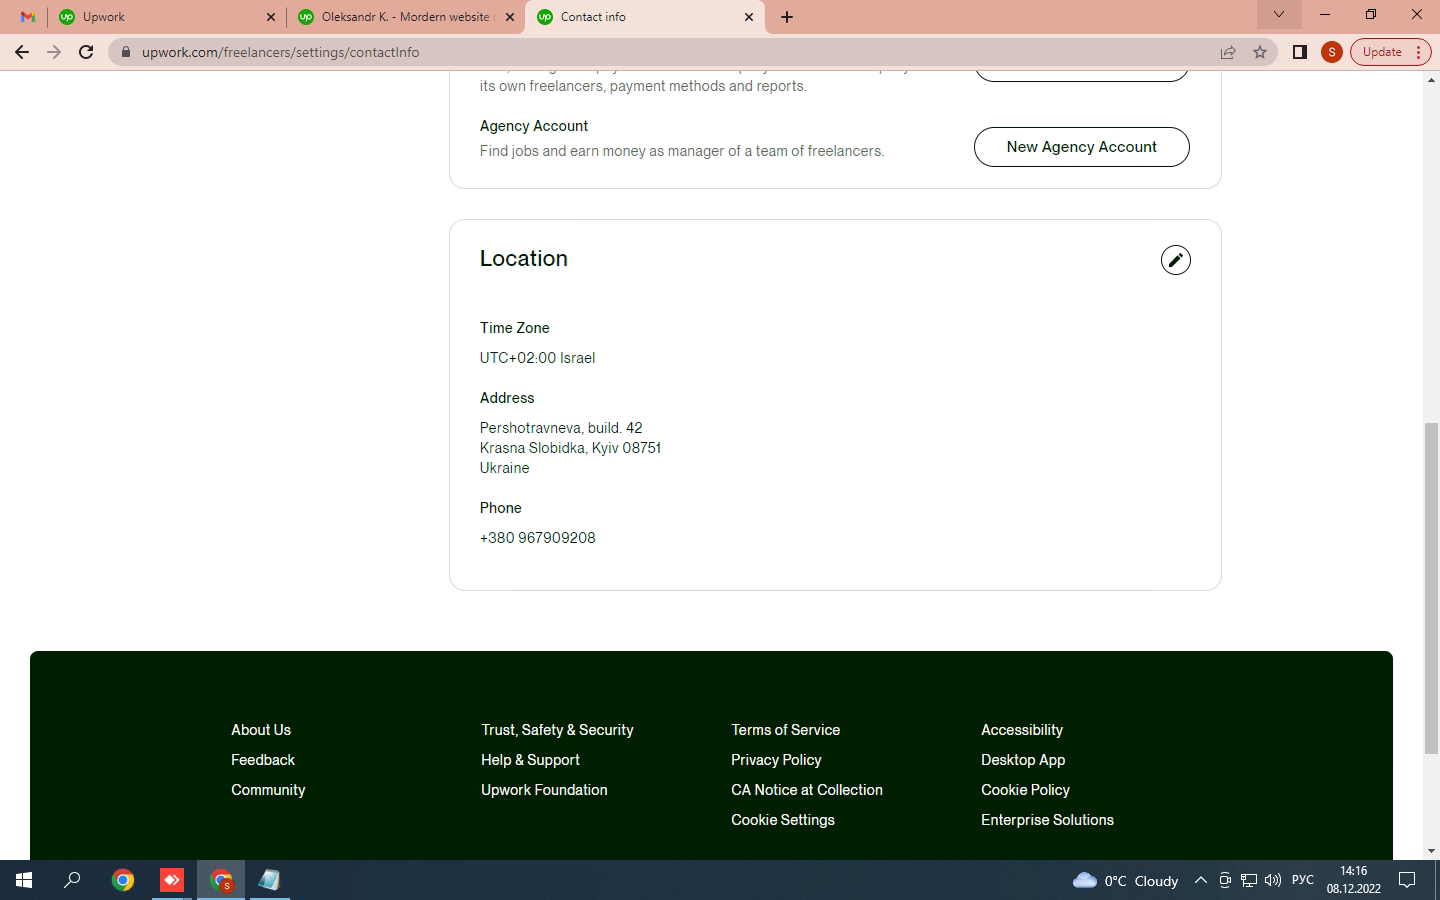 Upwork
Oleksandr K. - Mordern website
Contact info
upwork.com/freelancers/settings/contactInfo
S
Update
its own freelancers, payment methods and reports.
Agency Account
Find jobs and earn money as manager of a team of freelancers.
New Agency Account
Location
Time Zone
UTC+02:00 Israel
Address
Pershotravneva, build. 42
Krasna Slobidka, Kyiv 08751
Ukraine
Phone
+380 967909208
About Us
Trust, Safety & Security
Terms of Service
Accessibility
Feedback
Help & Support
Privacy Policy
Desktop App
Community
Upwork Foundation
CA Notice at Collection
Cookie Policy
Cookie Settings
Enterprise Solutions
0°C Cloudy
РУС
14:16
08.12.2022